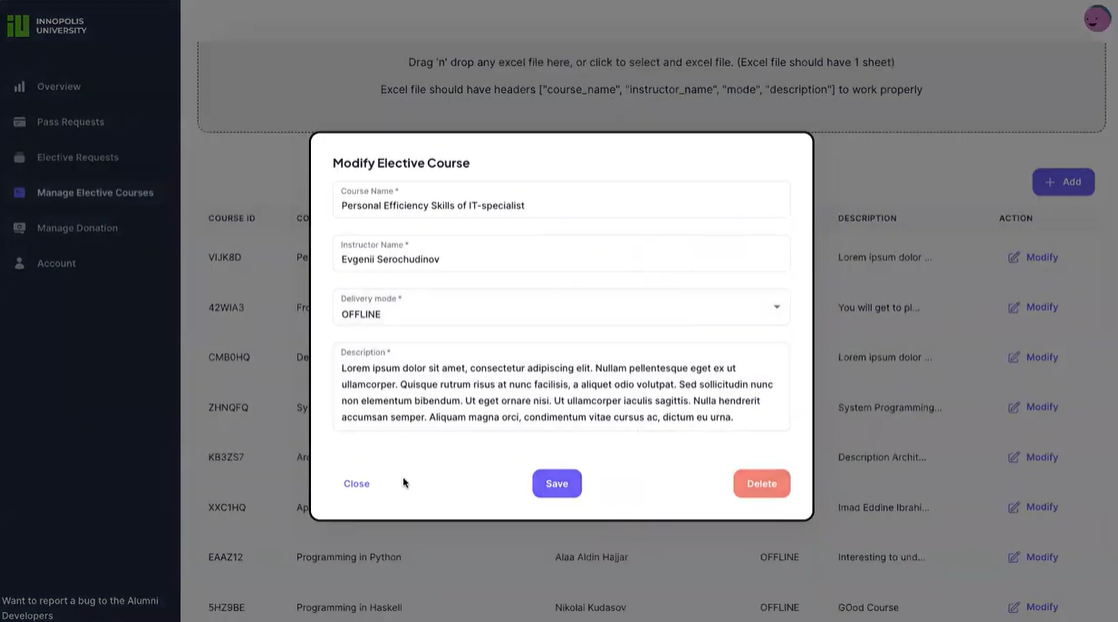 INNOPOLIS
UNIVERSITY
Overview
Pass Requests
Elective Requests
Manage Elective Courses
Manage Donation
Account
Want to report a bug to the Alumni
Developers
Drag 'n' drop any excel file here, or click to select and excel file. (Excel file should have 1 sheet)
Excel file should have headers ["course_name", "instructor_name", "mode", "description"] to work properly
+ Add
COURSE ID CO DESCRIPTION ACTION
VIJK8D Pe Lorem ipsum dolor ... Modify
42WIA3 Fro You will get to pl... Modify
CMB0HQ De Lorem ipsum dolor ... Modify
ZHNQFQ Sy System Programming... Modify
KB3ZS7 Arc Description Archit... Modify
XXC1HQ Ap Imad Eddine Ibrahi... Modify
EAAZ12 Programming in Python Alaa Aldin Hajjar OFFLINE Interesting to und... Modify
5HZ9BE Programming in Haskell Nikolai Kudasov OFFLINE GOod Course Modify
Modify Elective Course
Course Name *
Personal Efficiency Skills of IT-specialist
Instructor Name *
Evgenii Serochudinov
Delivery mode *
OFFLINE
Description *
Lorem ipsum dolor sit amet, consectetur adipiscing elit. Nullam pellentesque eget ex ut
ullamcorper. Quisque rutrum risus at nunc facilisis, a aliquet odio volutpat. Sed sollicitudin nunc
non elementum bibendum. Ut eget ornare nisi. Ut ullamcorper iaculis sagittis. Nulla hendrerit
accumsan semper. Aliquam magna orci, condimentum vitae cursus ac, dictum eu urna.
Close Save Delete